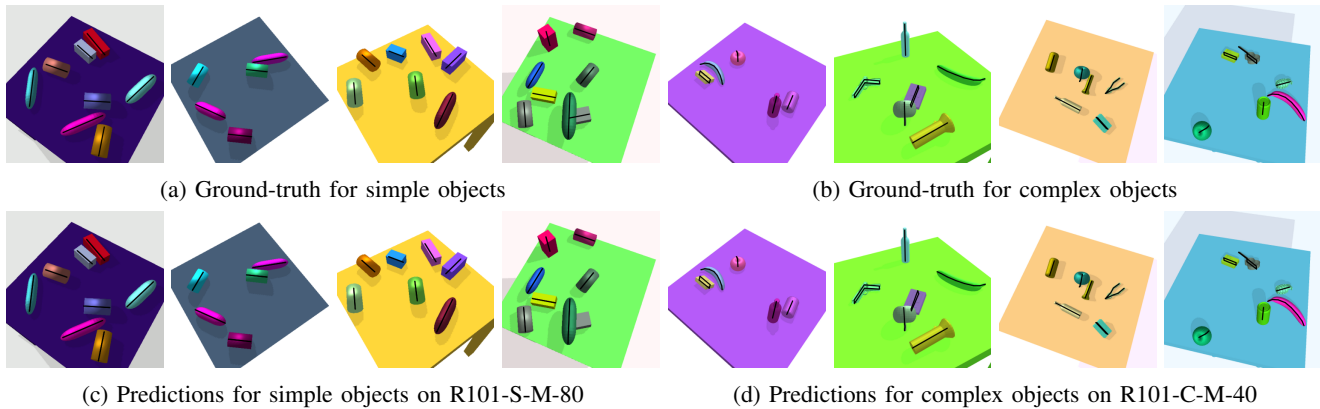 (a) Ground-truth for simple objects
(b) Ground-truth for complex objects
(c) Predictions for simple objects on R101-S-M-80
(d) Predictions for complex objects on R101-C-M-40